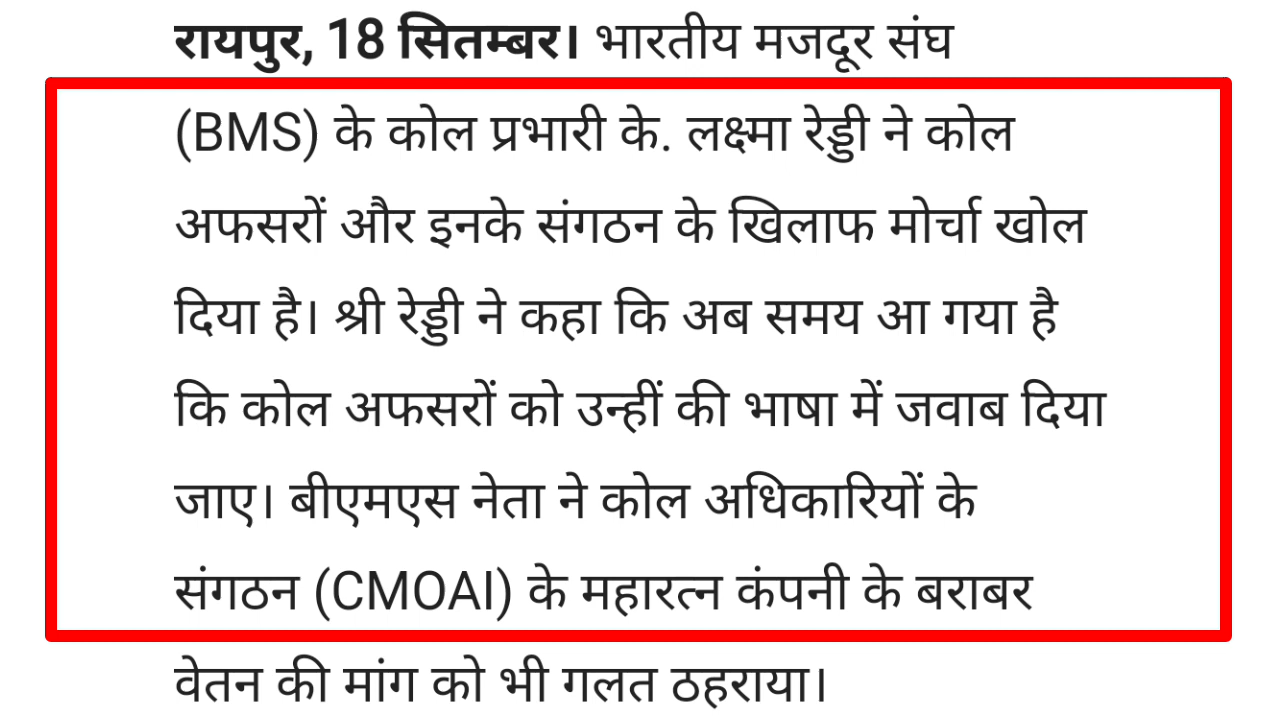 रायपुर, 18 सितम्बर। भारतीय मजदूर संघ
(BMS) के कोल प्रभारी के. लक्ष्मा रेड्डी ने कोल
अफसरों और इनके संगठन के खिलाफ मोर्चा खोल
दिया है। श्री रेड्डी ने कहा कि अब समय आ गया है
कि कोल अफसरों को उन्हीं की भाषा में जवाब दिया
जाए। बीएमएस नेता ने कोल अधिकारियों के
संगठन (CMOAI) के महारत्न कंपनी के बराबर
वेतन की मांग को भी गलत ठहराया।